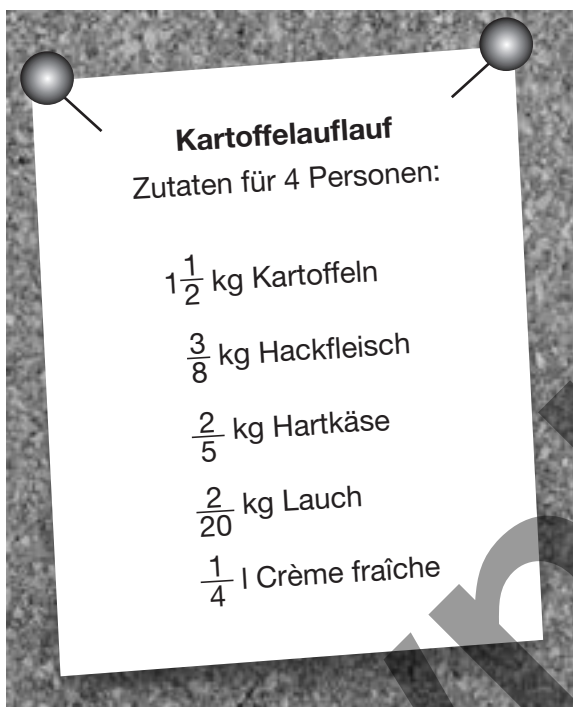 Kartoffelauflauf
Zutaten für 4 Personen:
1 1/2 kg Kartoffeln
3/8 kg Hackfleisch
2/5 kg Hartkäse
2/20 kg Lauch
1/4 l Crème fraîche